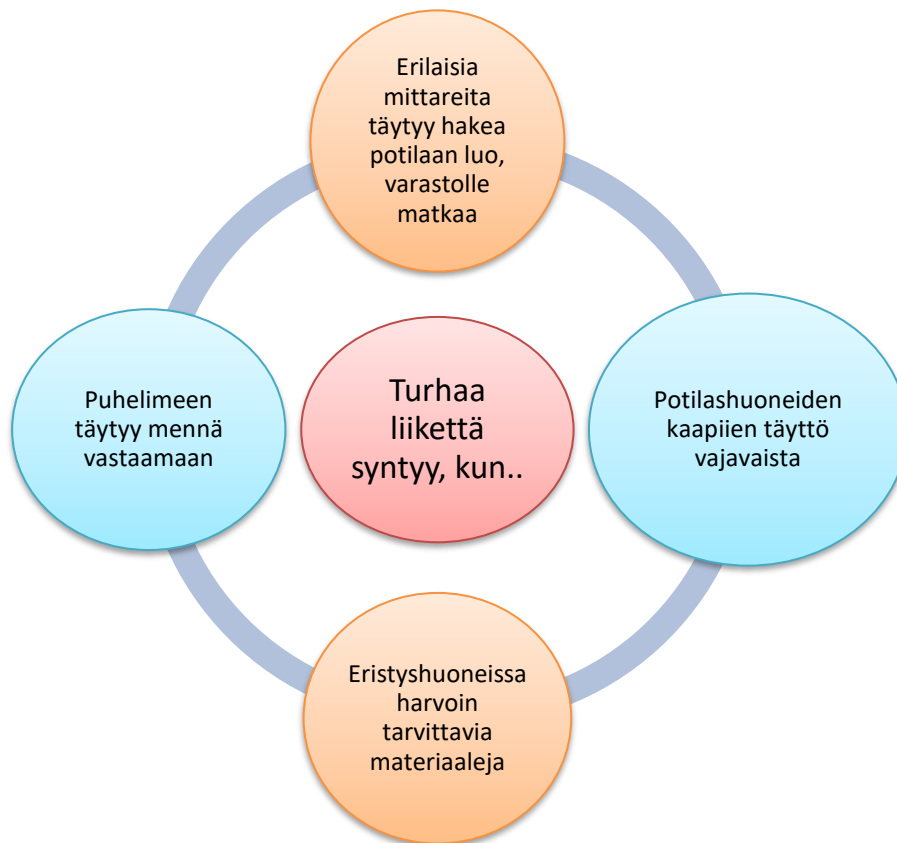 Erilaisia
mittareita
täytyy hakea
potilaan luo,
varastolle
matkaa
Puhelimeen
täytyy mennä
vastaamaan
Turhaa
liikettä
syntyy, kun..
Potilashuoneiden
kaapiien täyttö
vajavaista
Eristyshuoneissa
harvoin
tarvittavia
materiaaleja